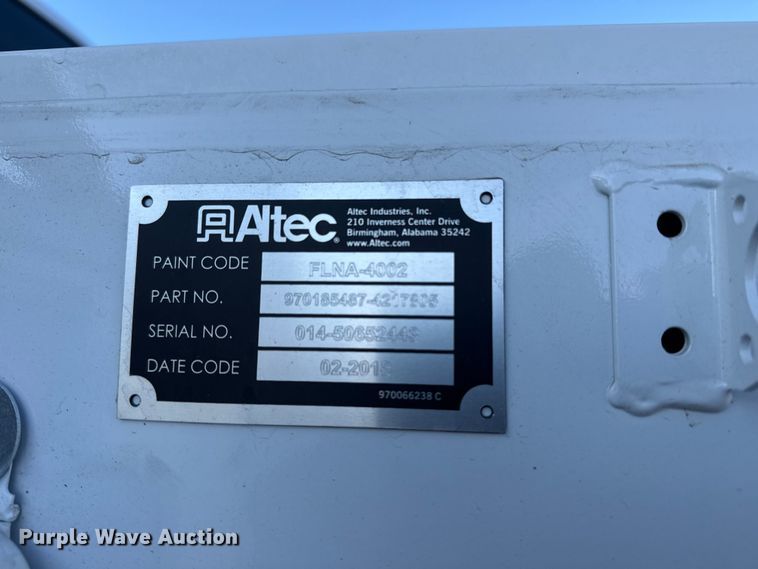 Altec
Altec Industries, Inc.
210 Inverness Center Drive
Birmingham, Alabama 35242
www.Altec.com
PAINT CODE FLNA-4002
PART NO.
SERIAL NO.
DATE CODE
970066238 C
Purple Wave Auction